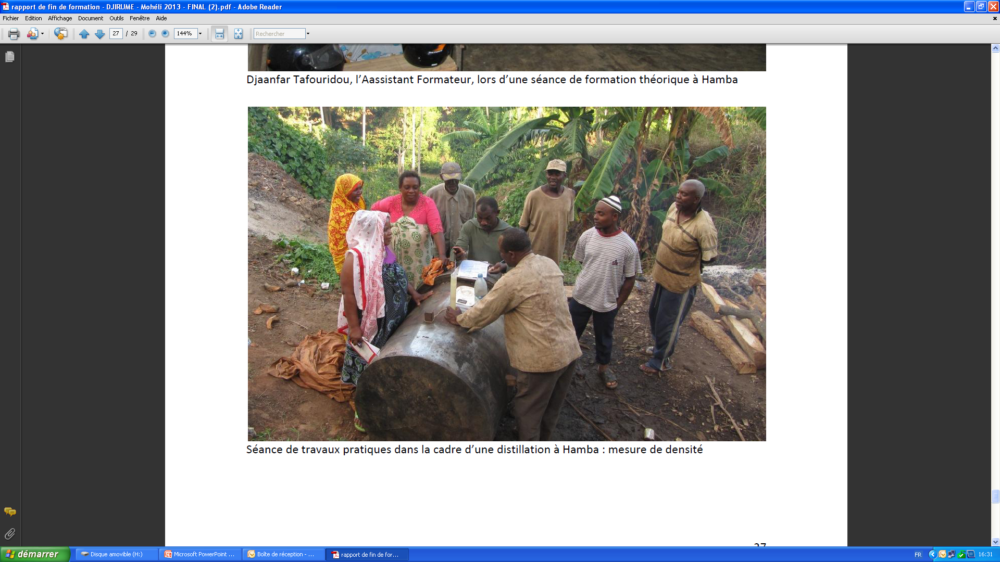 rapport de fin de formation - DJIRUME - Mohéli 2013 - FINAL (2).pdf - Adobe Reader
Fichier Edition Affichage Document Outils Fenêtre Aide
27 / 29 144% Rechercher
Djaanfar Tafouridou, l’Aassistant Formateur, lors d’une séance de formation théorique à Hamba
Séance de travaux pratiques dans la cadre d’une distillation à Hamba : mesure de densité
27
démarrer Disque amovible (H:) Microsoft PowerPoint ... Boîte de réception - ... rapport de fin de for... FR 16:31